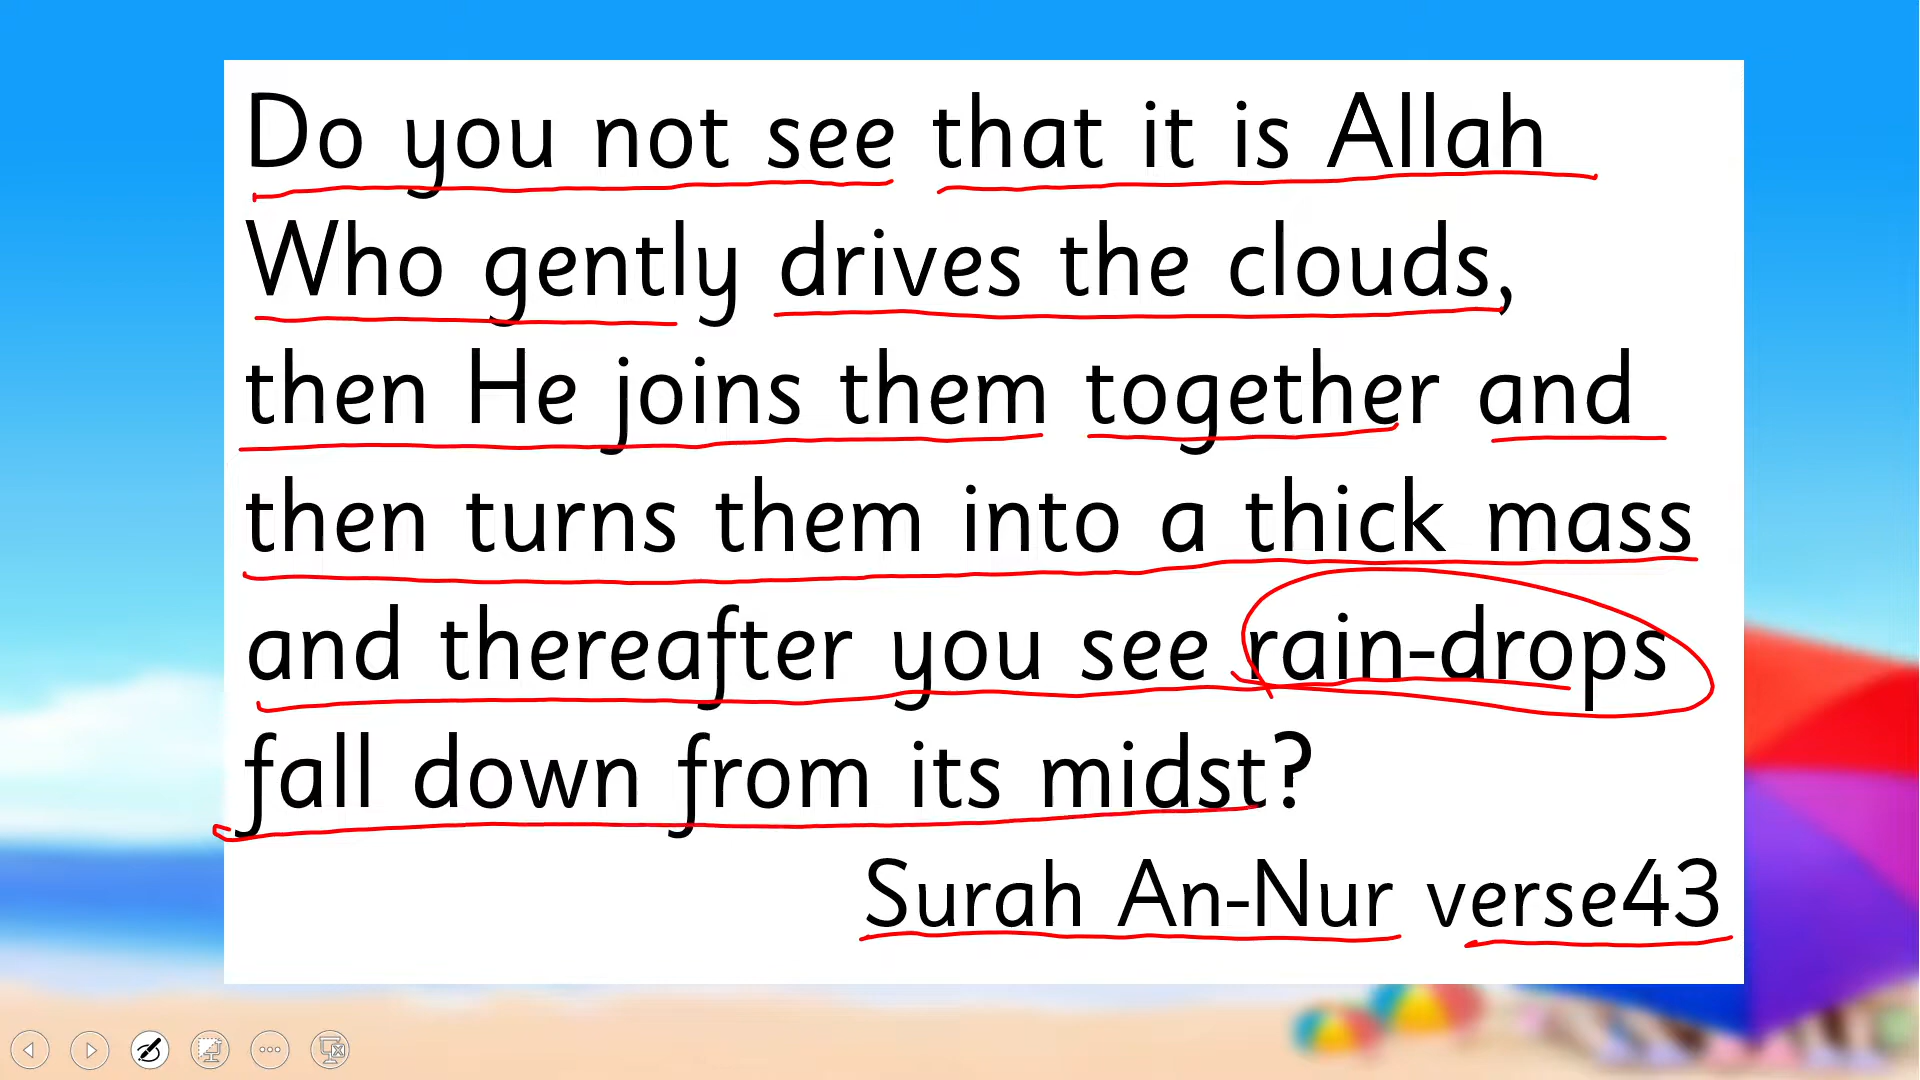 Do you not see that it is Allah
Who gently drives the clouds,
then He joins them together and
then turns them into a thick mass
and thereafter you see rain-drops
fall down from its midst?
Surah An-Nur verse43